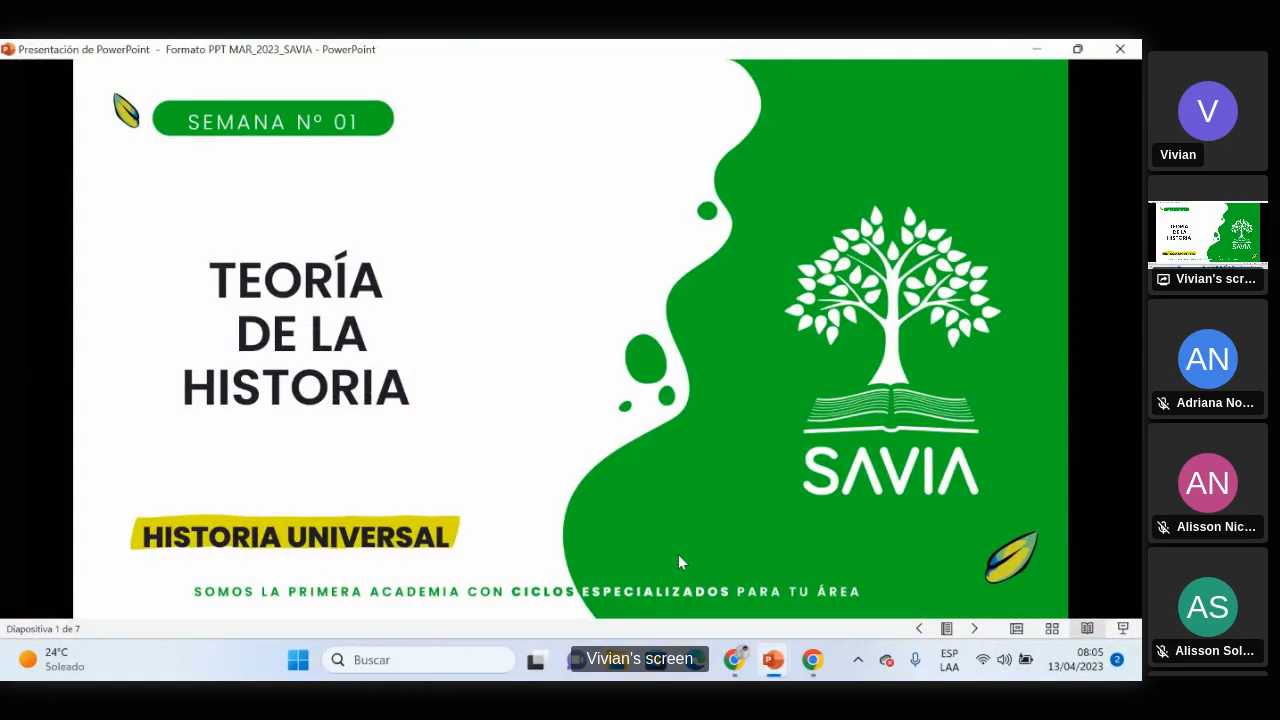 Presentación de PowerPoint - Formato PPT MAR_2023_SAVIA - PowerPoint
SEMANA Nº 01
TEORÍA
DE LA
HISTORIA
SAVIA
HISTORIA UNIVERSAL
SOMOS LA PRIMERA ACADEMIA CON CICLOS ESPECIALIZADOS PARA TU ÁREA
Diapositiva 1 de 7
24°C
Soleado
Buscar
Vivian's screen
ESP
LAA
08:05
13/04/2023
2
V
Vivian
Vivian's scr...
AN
Adriana No...
AN
Alisson Nic...
AS
Alisson Sol...